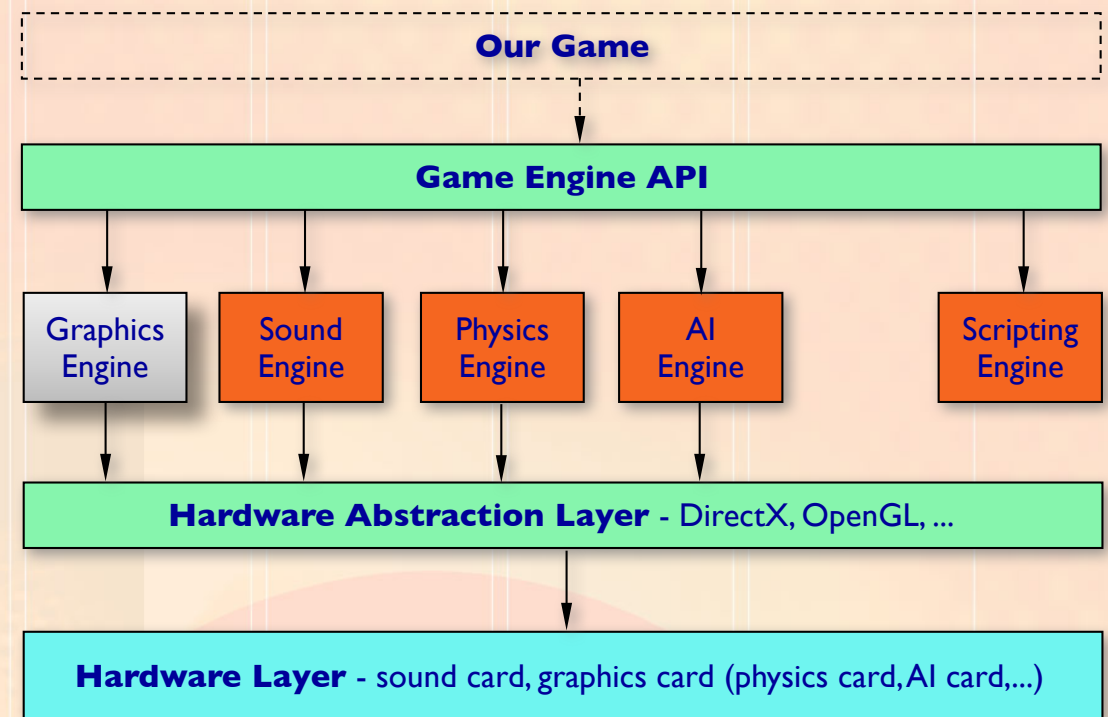 Our Game
Game Engine API
Graphics
Engine
Sound
Engine
Physics
Engine
AI
Engine
Scripting
Engine
Hardware Abstraction Layer - DirectX, OpenGL, ...
Hardware Layer - sound card, graphics card (physics card, AI card,...)